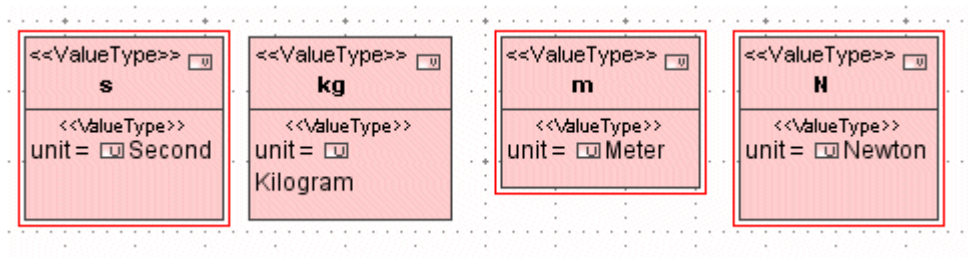 <<ValueType>>
s
<<ValueType>>
unit = Second
<<ValueType>>
kg
<<ValueType>>
unit =
Kilogram
<<ValueType>>
m
<<ValueType>>
unit = Meter
<<ValueType>>
N
<<ValueType>>
unit = Newton